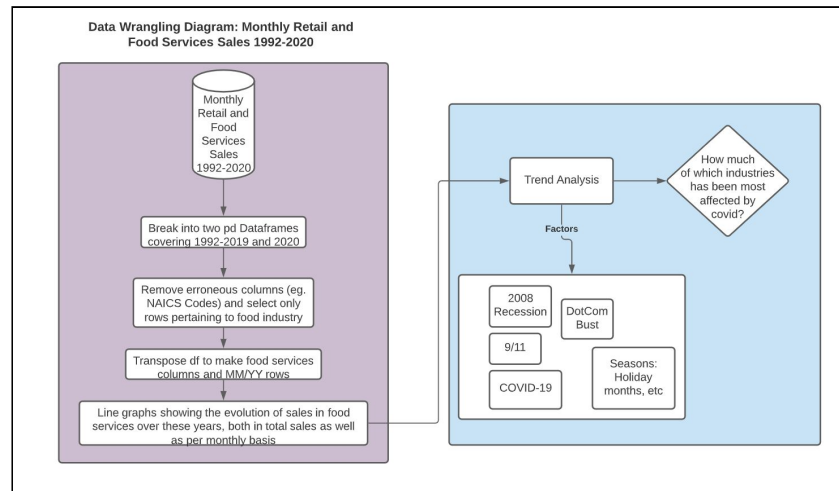 Data Wrangling Diagram: Monthly Retail and
Food Services Sales 1992-2020
Monthly
Retail and
Food
Services
Sales
1992-2020
Break into two pd Dataframes
covering 1992-2019 and 2020
Remove erroneous columns (eg.
NAICS Codes) and select only
rows pertaining to food industry
Transpose df to make food services
columns and MM/YY rows
Line graphs showing the evolution of sales in food
services over these years, both in total sales as well
as per monthly basis
Trend Analysis
How much
of which industries
has been most
affected by
covid?
Factors
2008
Recession
DotCom
Bust
9/11
COVID-19
Seasons:
Holiday
months, etc